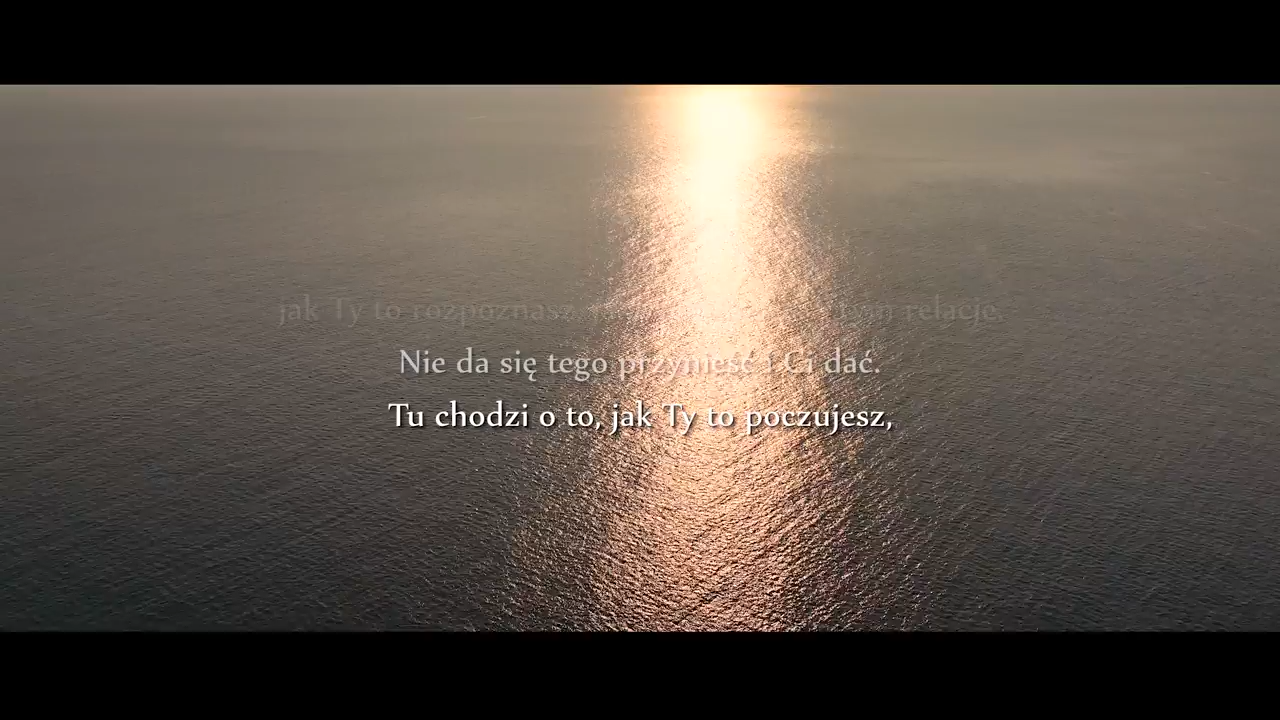 jak Ty to rozpoznasz, tym relację.
Nie da się tego przynieść i Ci dać.
Tu chodzi o to, jak Ty to poczujesz,